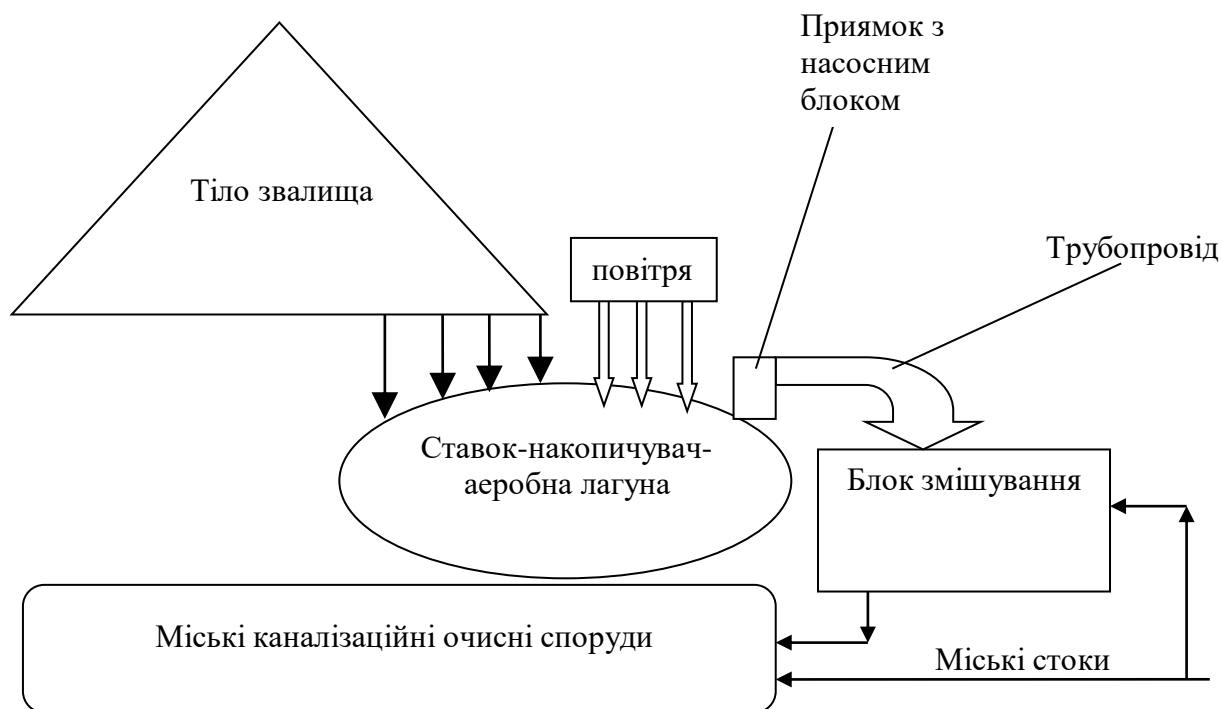 Приямок з
насосним
блоком
Тіло звалища
повітря
Трубопровід
Ставок-накопичувач-
аеробна лагуна
Блок змішування
Міські каналізаційні очисні споруди
Міські стоки